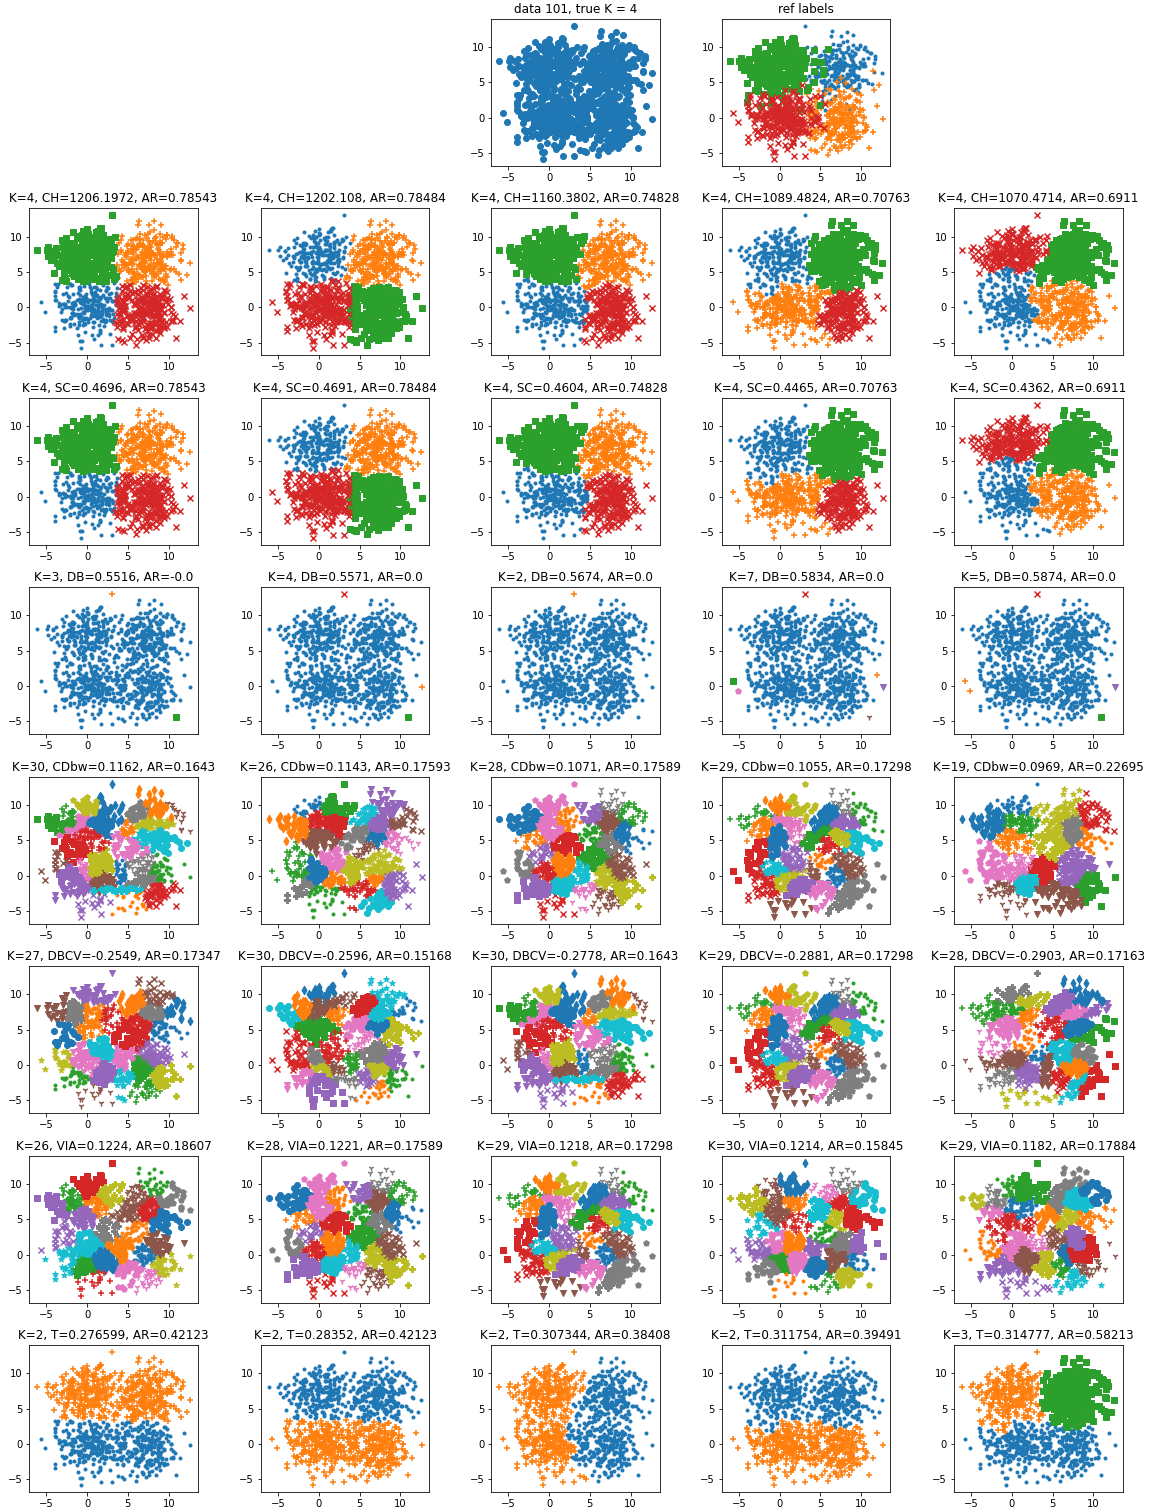 data 101, true K = 4
ref labels
K=4, CH=1206.1972, AR=0.78543
K=4, CH=1202.108, AR=0.78484
K=4, CH=1160.3802, AR=0.74828
K=4, CH=1089.4824, AR=0.70763
K=4, CH=1070.4714, AR=0.6911
K=4, SC=0.4696, AR=0.78543
K=4, SC=0.4691, AR=0.78484
K=4, SC=0.4604, AR=0.74828
K=4, SC=0.4465, AR=0.70763
K=4, SC=0.4362, AR=0.6911
K=3, DB=0.5516, AR=-0.0
K=4, DB=0.5571, AR=0.0
K=2, DB=0.5674, AR=0.0
K=7, DB=0.5834, AR=0.0
K=5, DB=0.5874, AR=0.0
K=30, CDbw=0.1162, AR=0.1643
K=26, CDbw=0.1143, AR=0.17593
K=28, CDbw=0.1071, AR=0.17589
K=29, CDbw=0.1055, AR=0.17298
K=19, CDbw=0.0969, AR=0.22695
K=27, DBCV=-0.2549, AR=0.17347
K=30, DBCV=-0.2596, AR=0.15168
K=30, DBCV=-0.2778, AR=0.1643
K=29, DBCV=-0.2881, AR=0.17298
K=28, DBCV=-0.2903, AR=0.17163
K=26, VIA=0.1224, AR=0.18607
K=28, VIA=0.1221, AR=0.17589
K=29, VIA=0.1218, AR=0.17298
K=30, VIA=0.1214, AR=0.15845
K=29, VIA=0.1182, AR=0.17884
K=2, T=0.276599, AR=0.42123
K=2, T=0.28352, AR=0.42123
K=2, T=0.307344, AR=0.38408
K=2, T=0.311754, AR=0.39491
K=3, T=0.314777, AR=0.58213